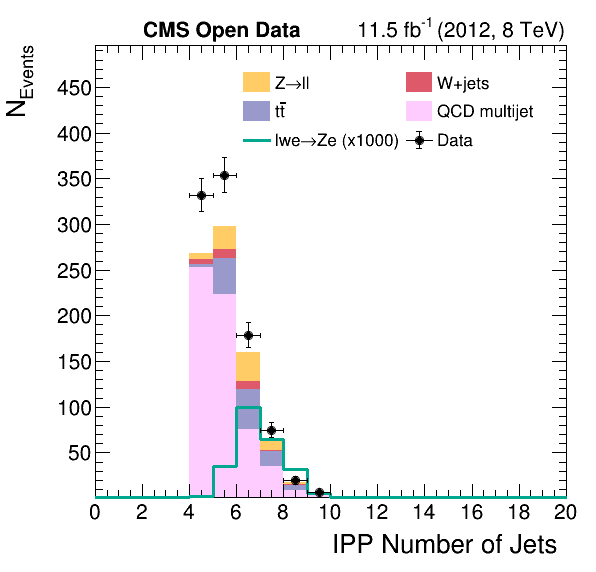 CMS Open Data 11.5 fb⁻¹ (2012, 8 TeV)
N_Events
Z→ll W+jets
tt̄ QCD multijet
lwe→Ze (x1000) Data
450
400
350
300
250
200
150
100
50
0 2 4 6 8 10 12 14 16 18 20
IPP Number of Jets